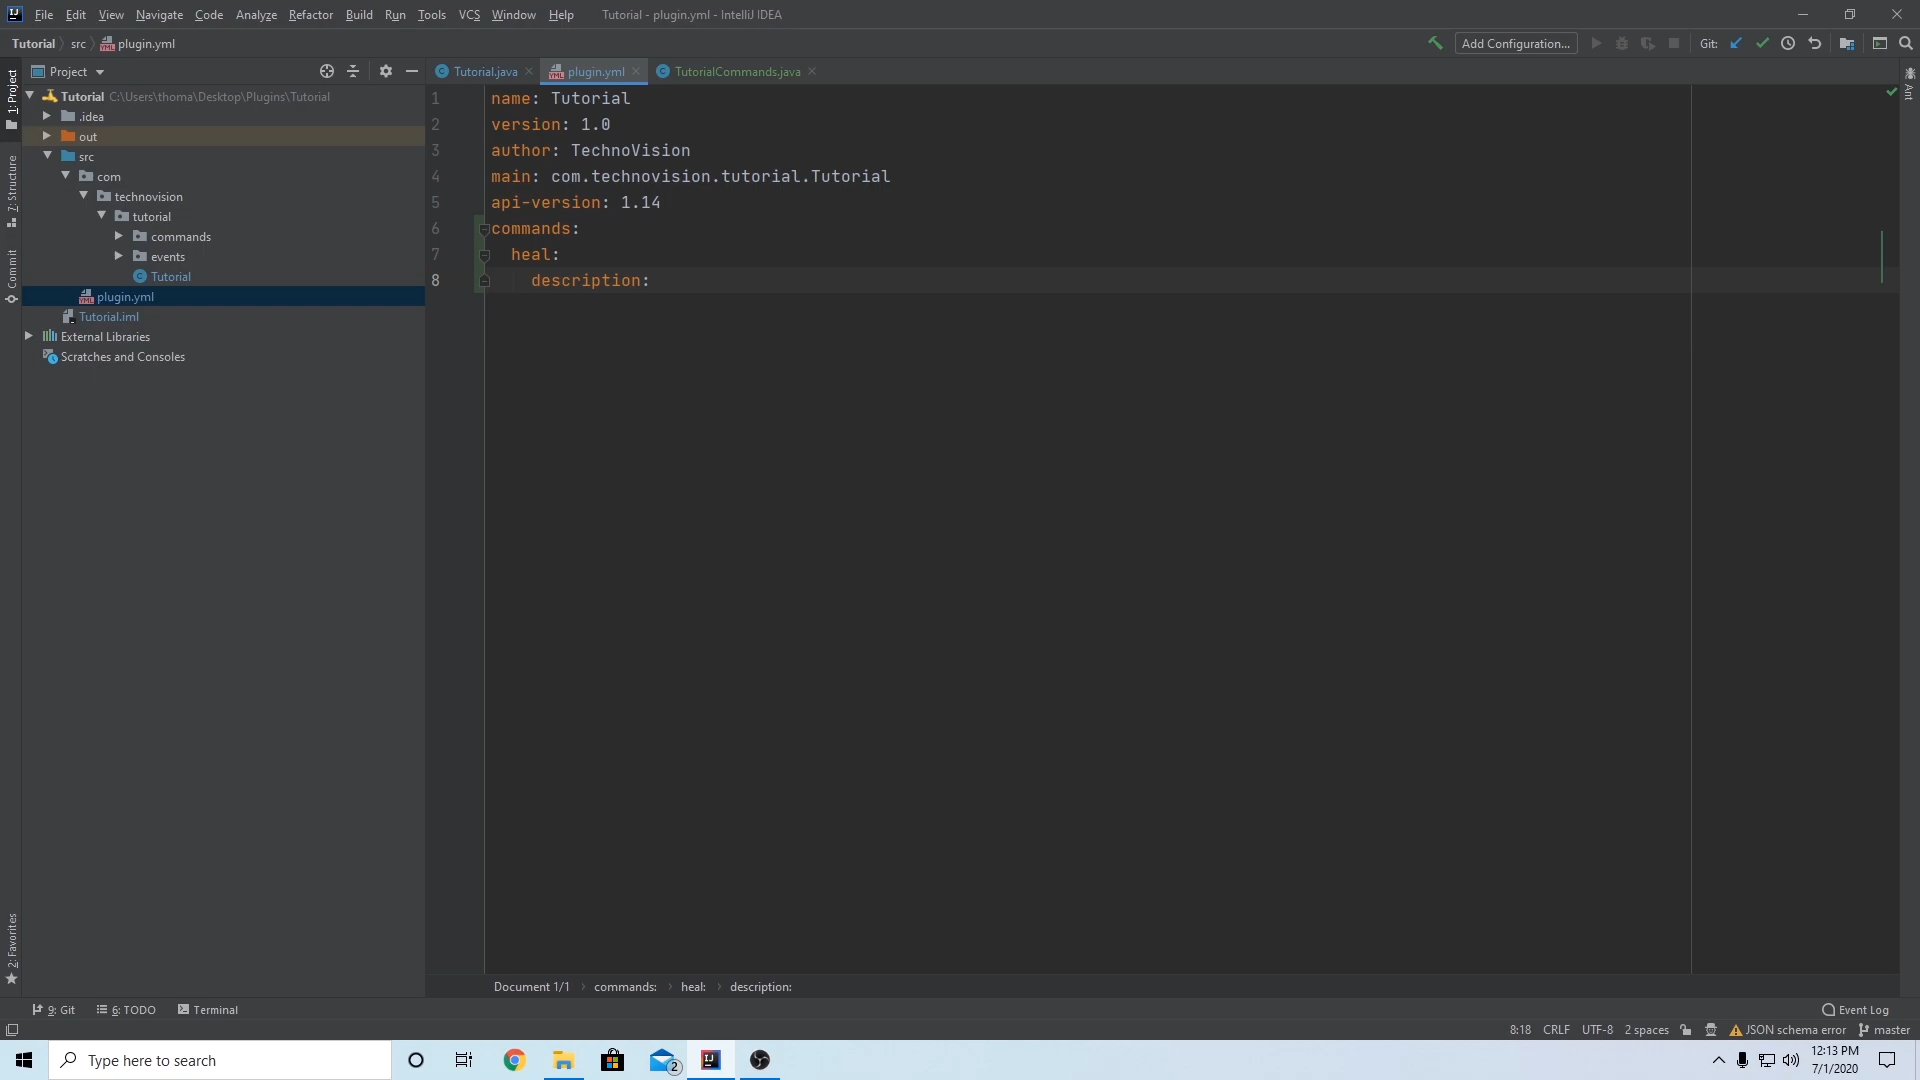 File Edit View Navigate Code Analyze Refactor Build Run Tools VCS Window Help Tutorial - plugin.yml - IntelliJ IDEA
Tutorial src plugin.yml Add Configuration... Git:
Project Tutorial.java plugin.yml TutorialCommands.java
1: Project
7: Structure
Commit
2: Favorites
Ant
Tutorial C:\Users\thoma\Desktop\Plugins\Tutorial
.idea
out
src
com
technovision
tutorial
commands
events
Tutorial
plugin.yml
Tutorial.iml
External Libraries
Scratches and Consoles
1 name: Tutorial
2 version: 1.0
3 author: TechnoVision
4 main: com.technovision.tutorial.Tutorial
5 api-version: 1.14
6 commands:
7 heal:
8 description:
Document 1/1 commands: heal: description:
9: Git 6: TODO Terminal Event Log
8:18 CRLF UTF-8 2 spaces JSON schema error master
Type here to search 2 12:13 PM
7/1/2020